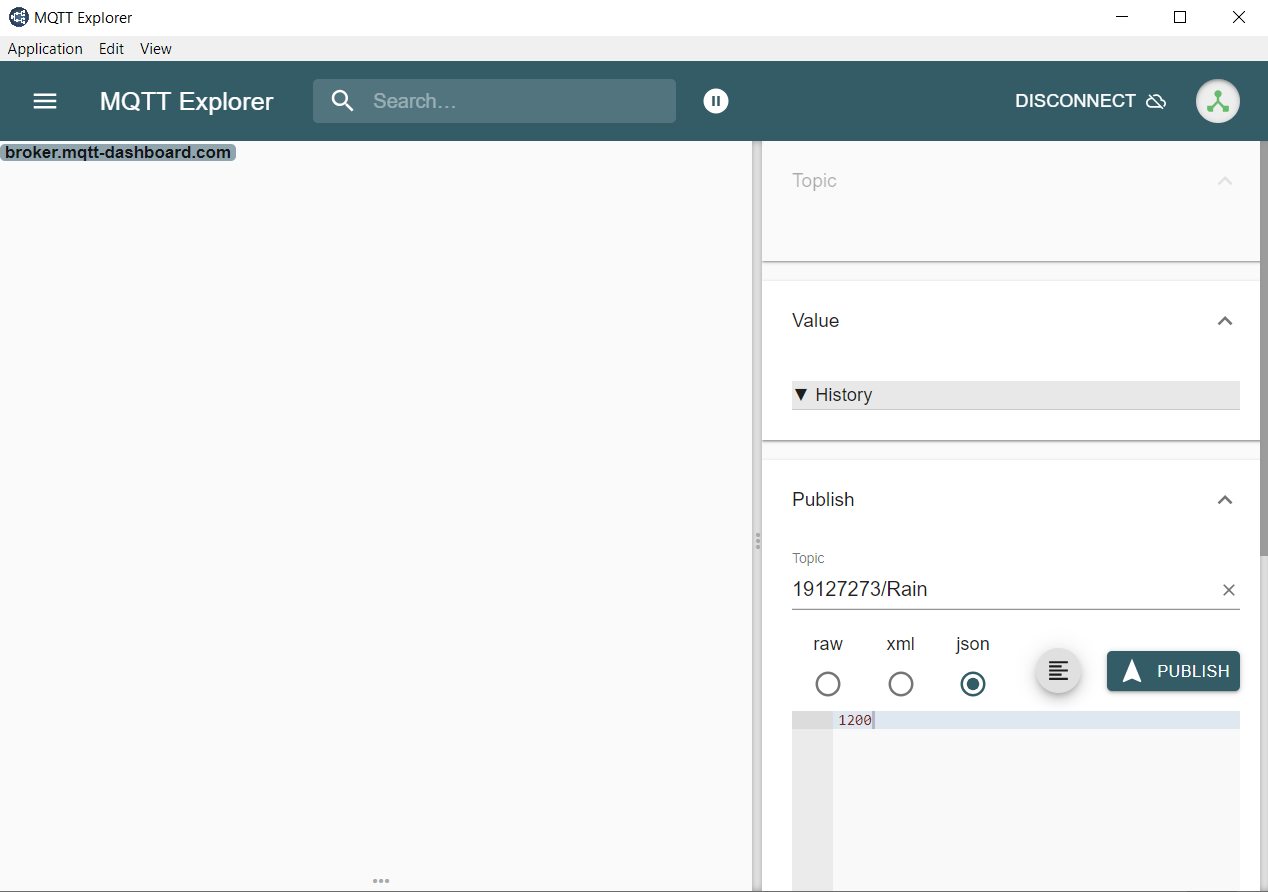 MQTT Explorer
Application Edit View
MQTT Explorer
Search...
DISCONNECT
broker.mqtt-dashboard.com
Topic
Value
▼ History
Publish
Topic
19127273/Rain
raw xml json
PUBLISH
1200